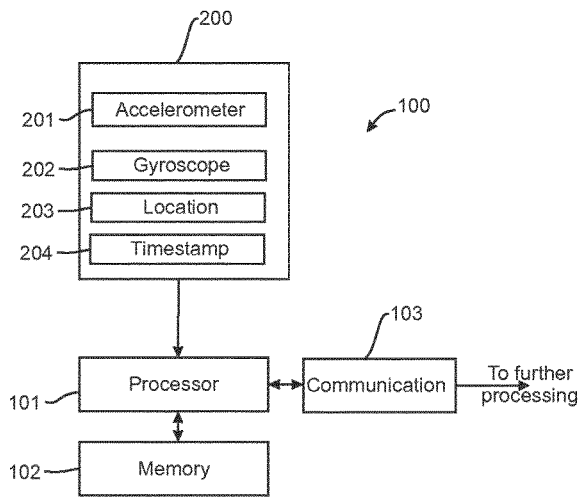 200
201 Accelerometer
100
202 Gyroscope
203 Location
204 Timestamp
103
101 Processor
Communication
To further
processing
102 Memory